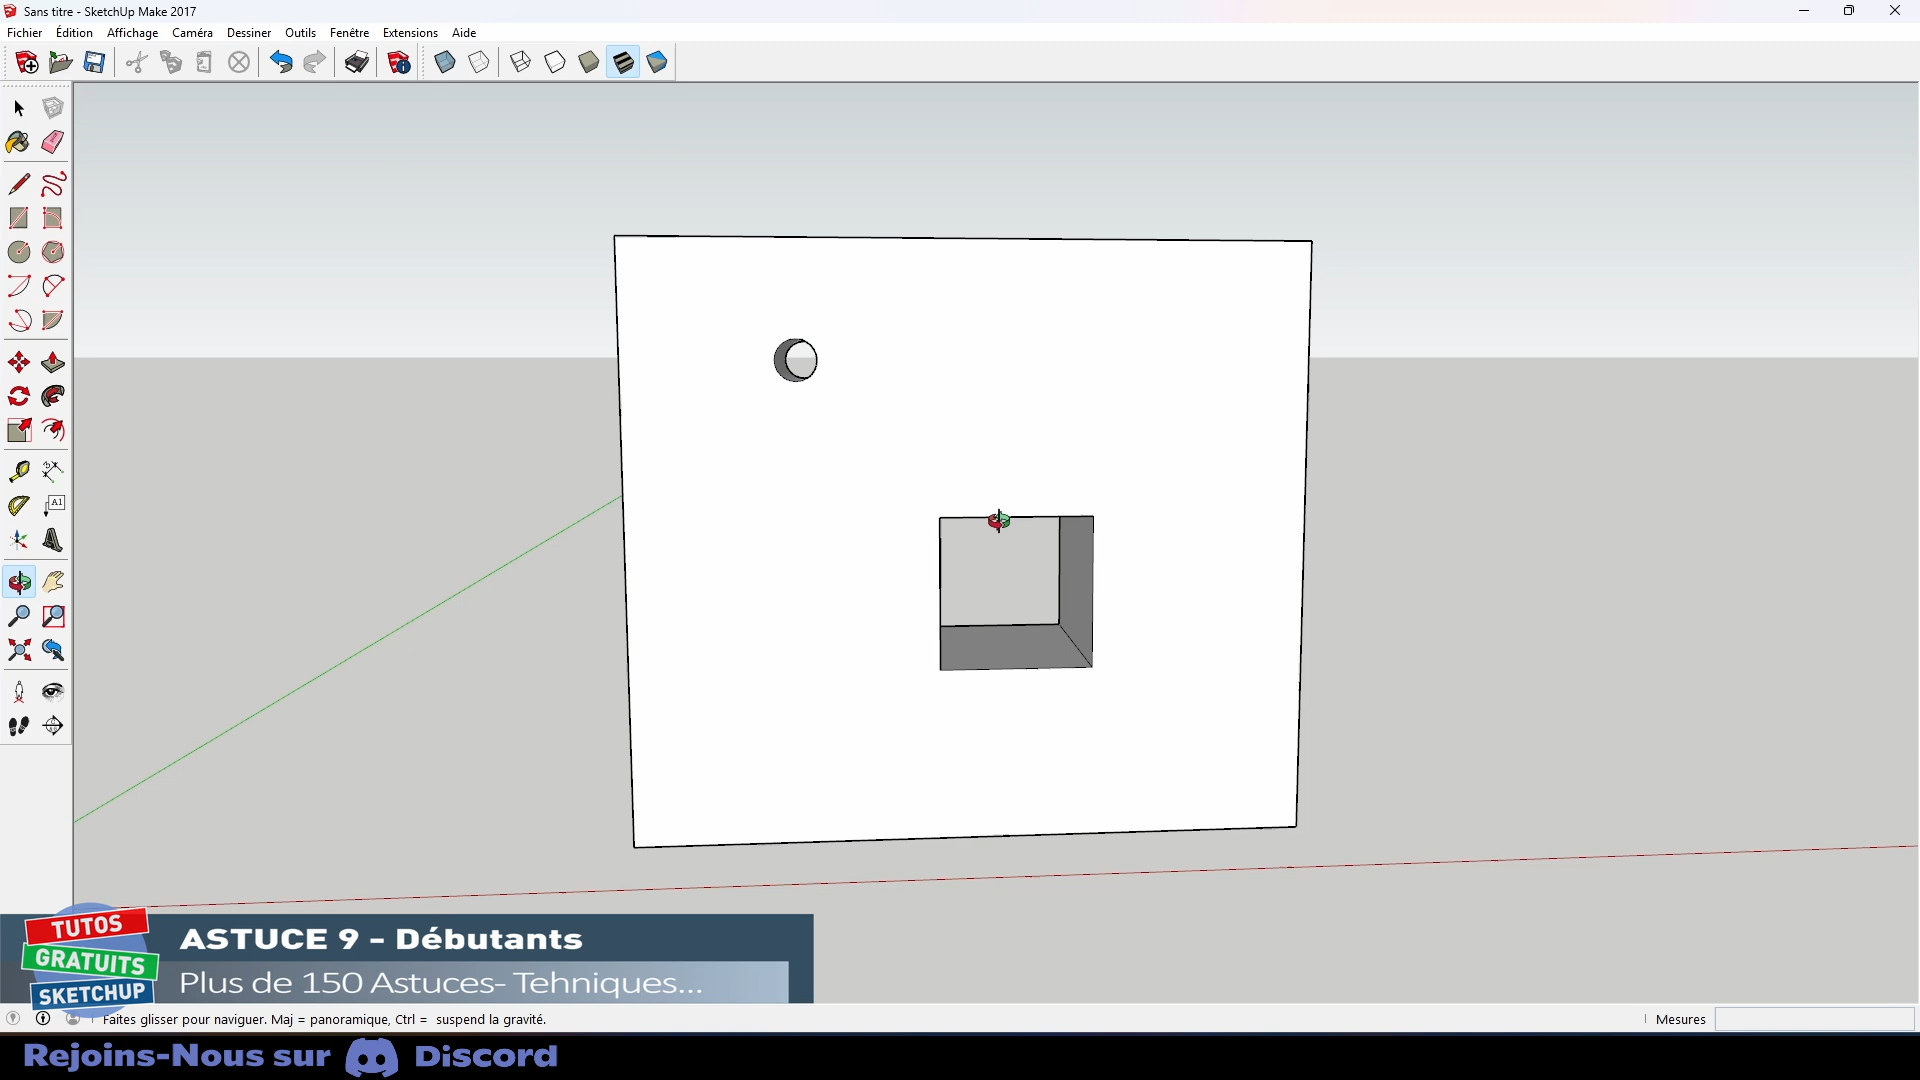 Sans titre - SketchUp Make 2017
Fichier Édition Affichage Caméra Dessiner Outils Fenêtre Extensions Aide
A1
TUTOS
GRATUITS
SKETCHUP
ASTUCE 9 - Débutants
Plus de 150 Astuces- Tehniques...
Faites glisser pour naviguer. Maj = panoramique, Ctrl = suspend la gravité.
Mesures
Rejoins-Nous sur Discord